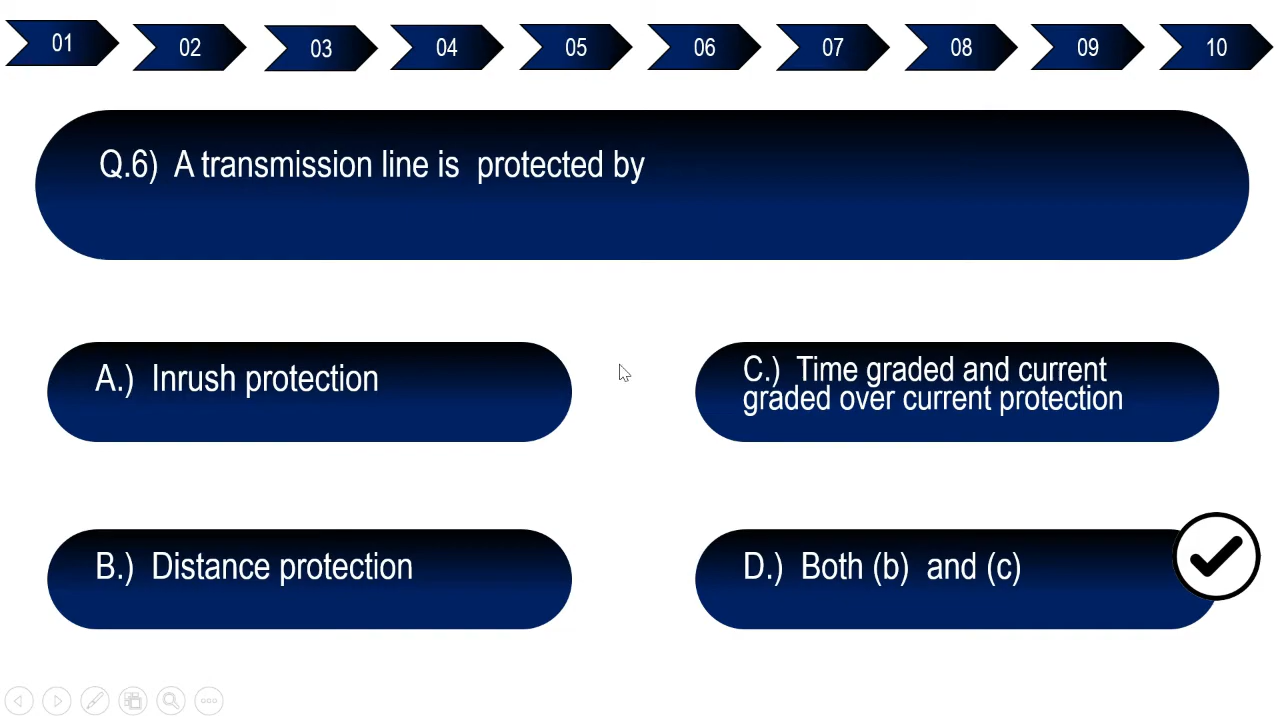 01 02 03 04 05 06 07 08 09 10
Q.6) A transmission line is protected by
A.) Inrush protection
C.) Time graded and current
graded over current protection
B.) Distance protection
D.) Both (b) and (c)